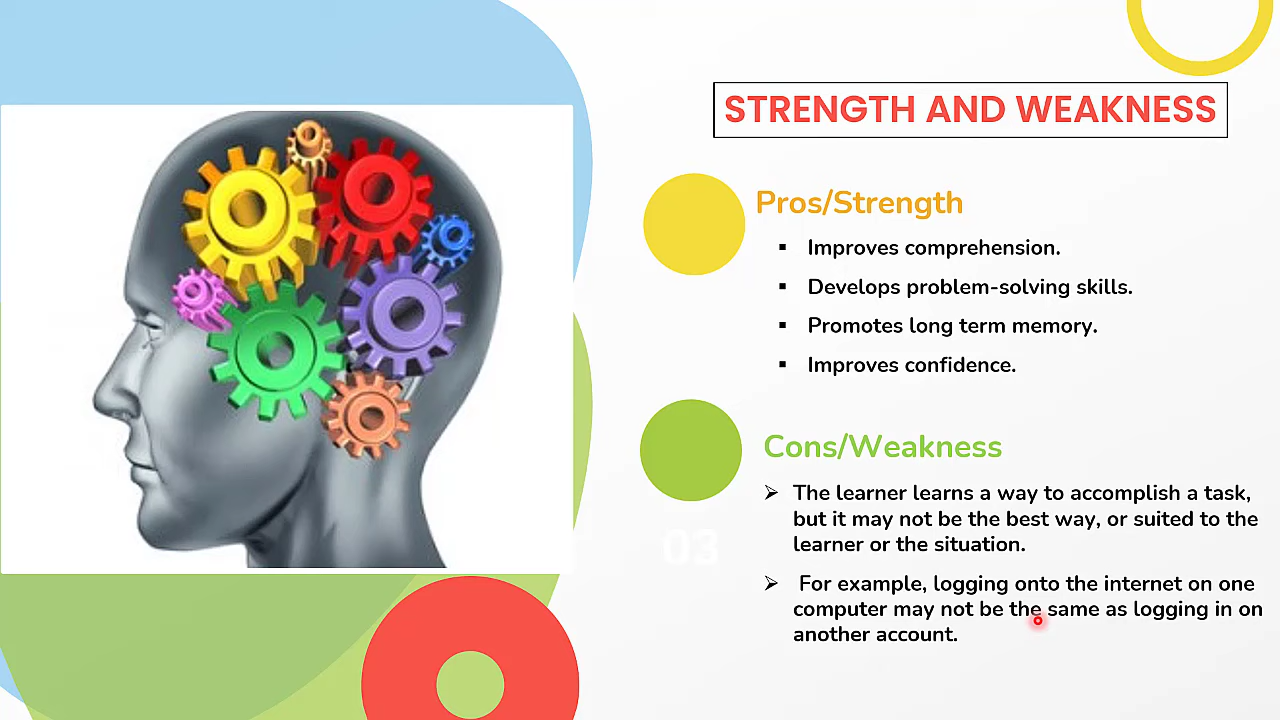 STRENGTH AND WEAKNESS
Pros/Strength
▪ Improves comprehension.
▪ Develops problem-solving skills.
▪ Promotes long term memory.
▪ Improves confidence.
Cons/Weakness
➢ The learner learns a way to accomplish a task,
but it may not be the best way, or suited to the
learner or the situation.
➢ For example, logging onto the internet on one
computer may not be the same as logging in on
another account.
03